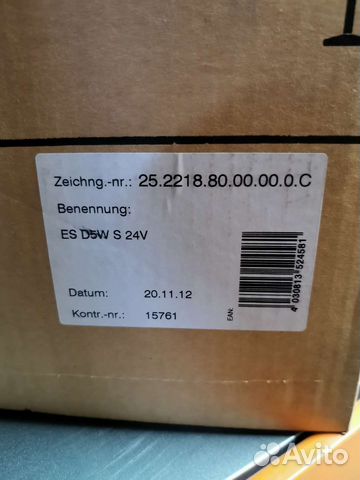 Zeichng.-nr.: 25.2218.80.00.00.0.C
Benennung:
ES D5W S 24V
Datum: 20.11.12
Kontr.-nr.: 15761
EAN:
4 030813 524581
Avito